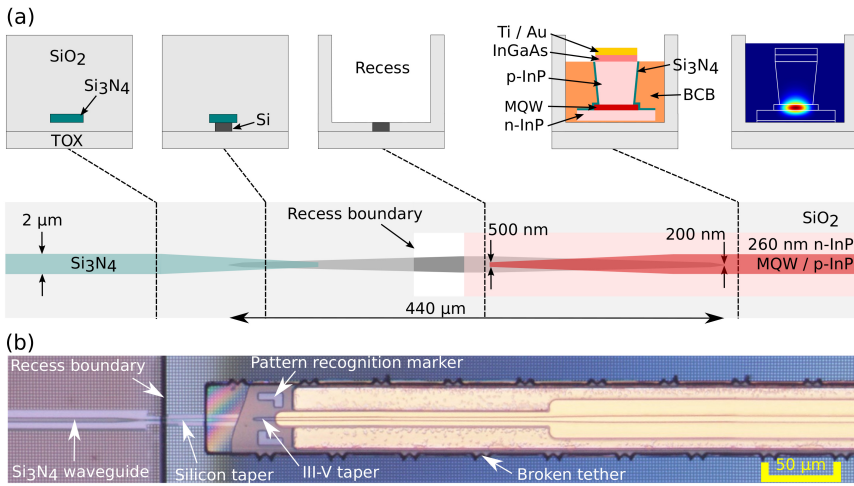 (a)
SiO2
Si3N4
TOX
Si
Recess
Ti / Au
InGaAs
p-InP
MQW
n-InP
Si3N4
BCB
2 µm
Si3N4
Recess boundary
500 nm
200 nm
SiO2
260 nm n-InP
MQW / p-InP
440 µm
(b)
Recess boundary
Pattern recognition marker
Si3N4 waveguide
Silicon taper
III-V taper
Broken tether
50 µm